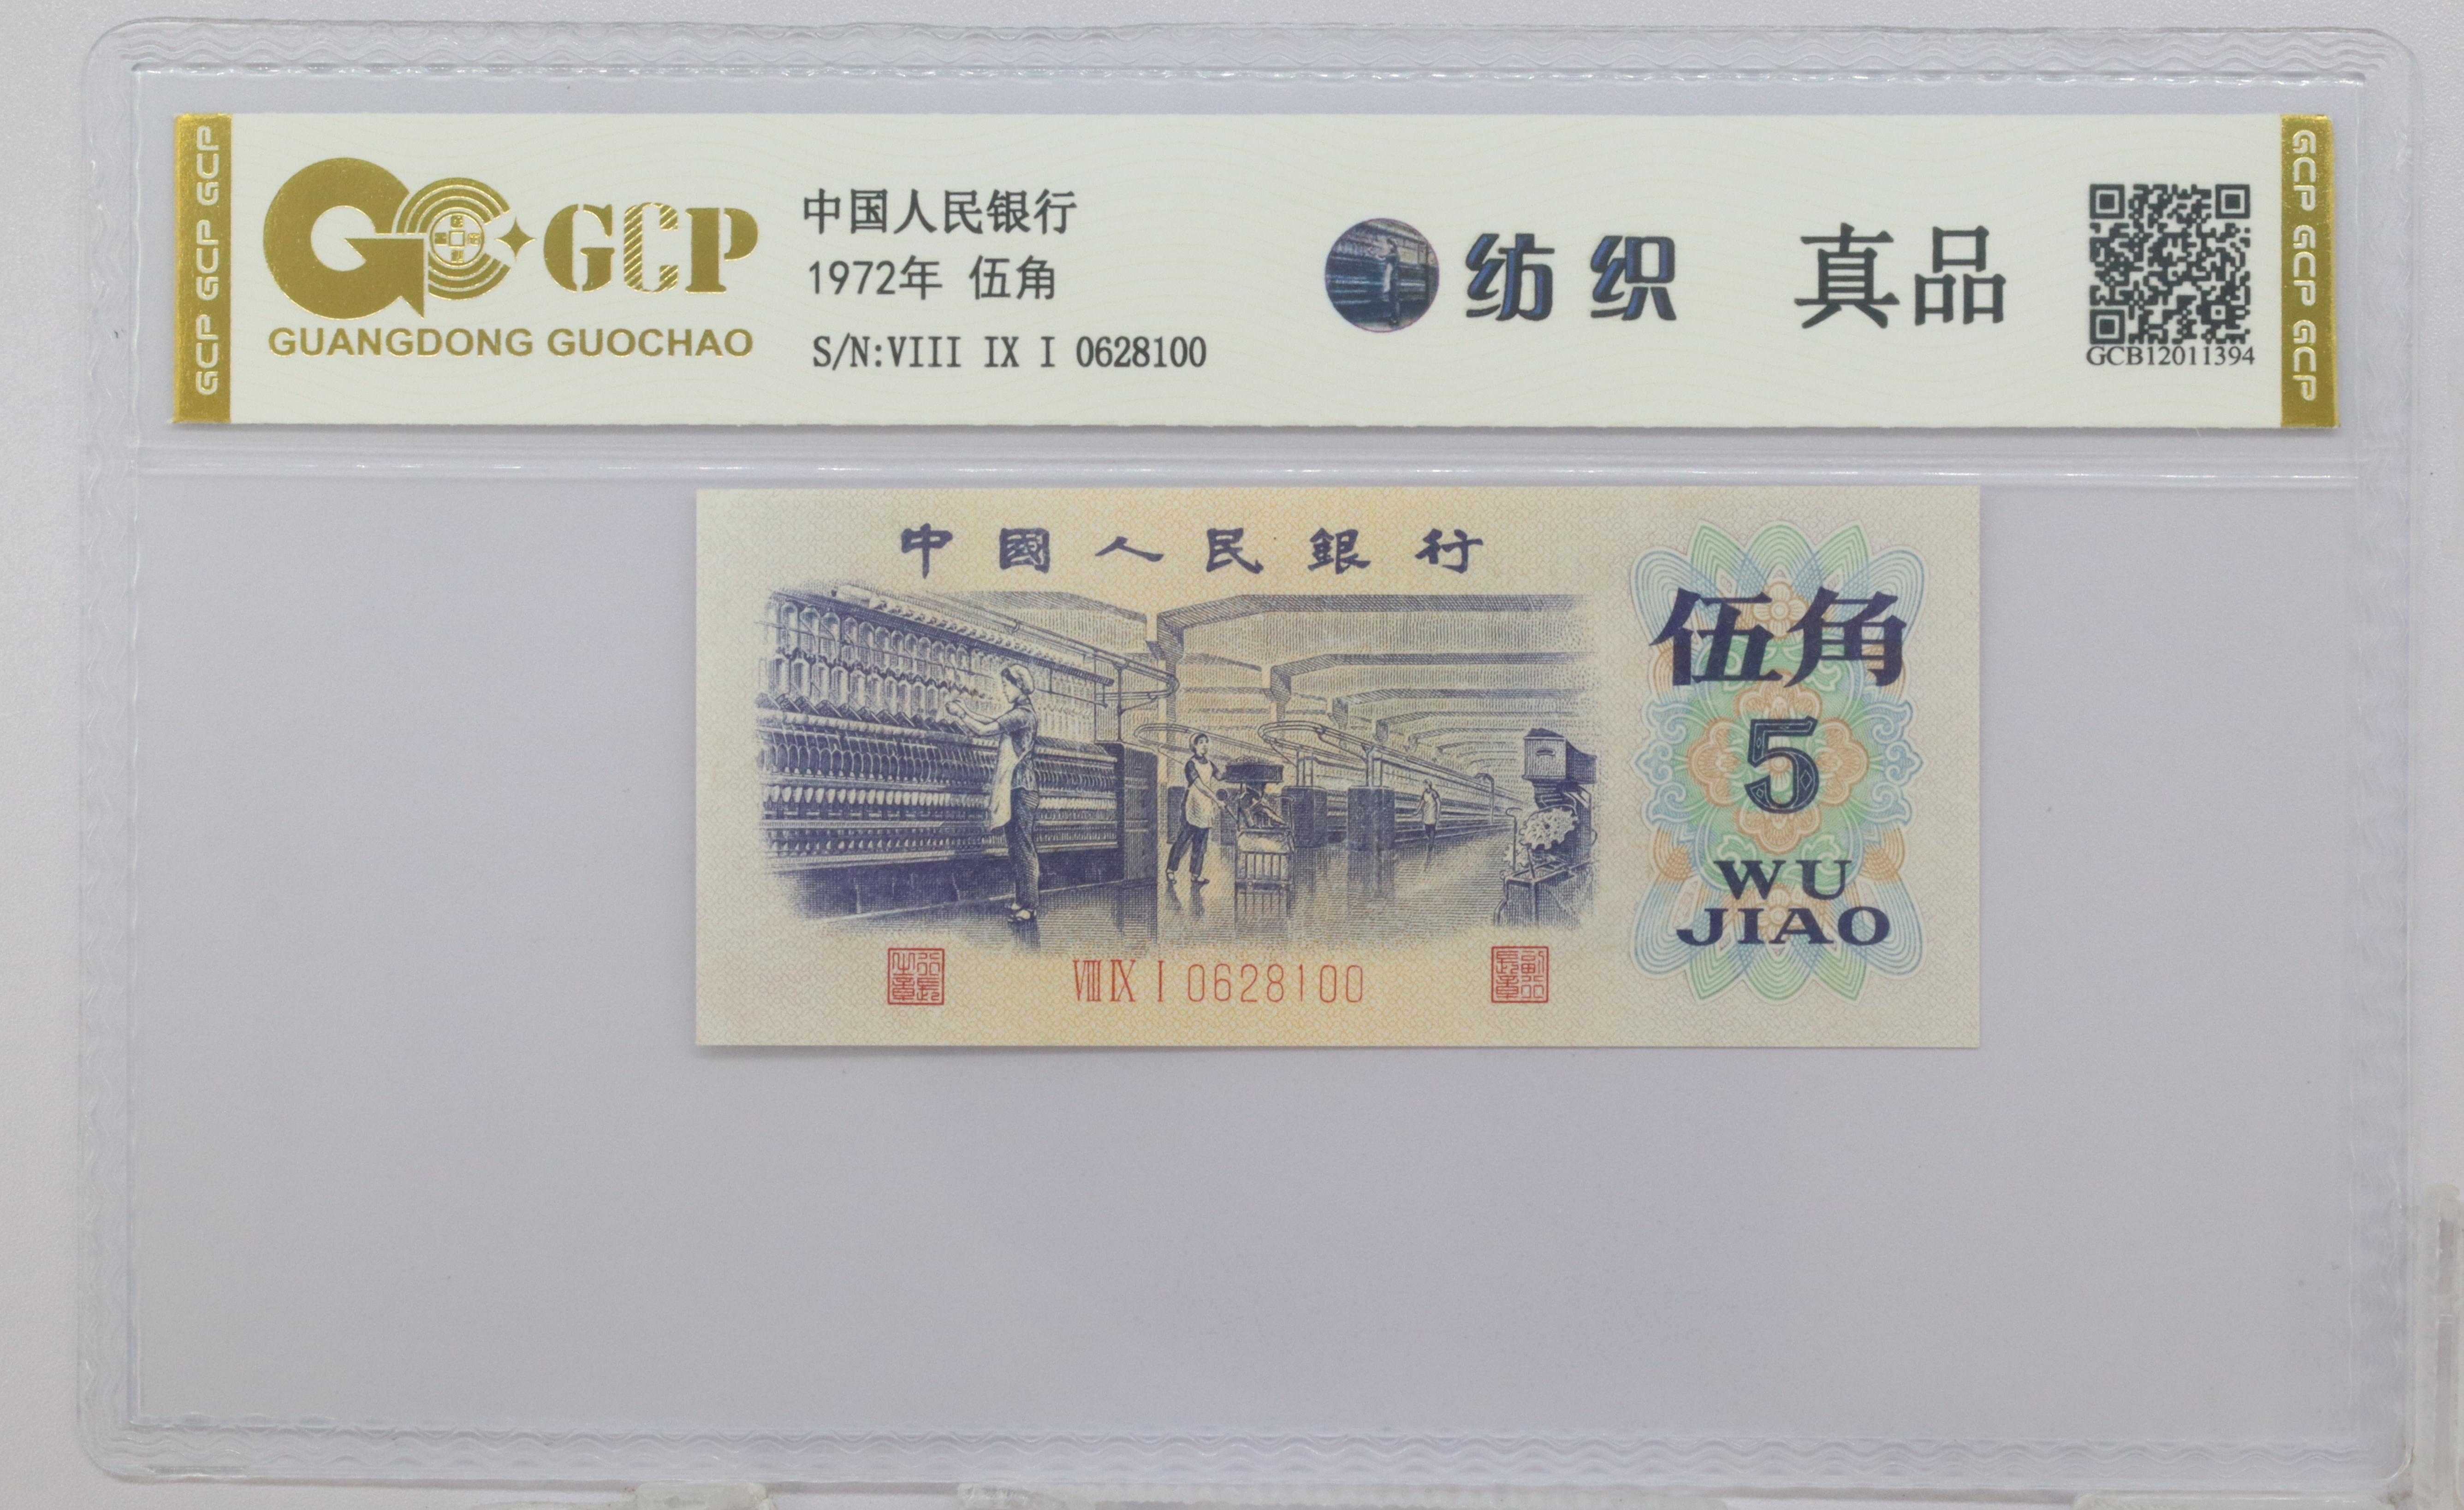 GCP GCP GCP
GCP
GUANGDONG GUOCHAO
中国人民银行
1972年 伍角
S/N:VIII IX I 0628100
纺织
真品
GCB12011394
GCP GCP GCP
中國人民銀行
伍角
5
WU
JIAO
VIII IX I 0628100